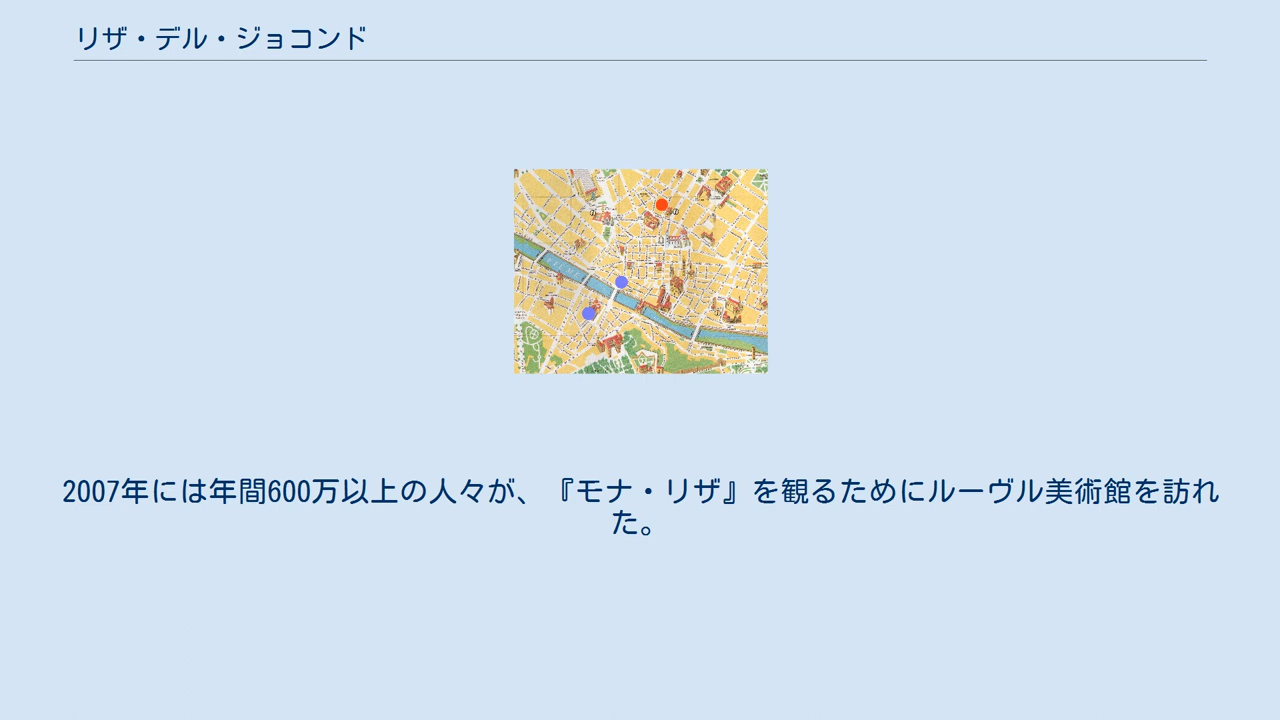 リザ・デル・ジョコンド
2007年には年間600万以上の人々が、『モナ・リザ』を観るためにルーヴル美術館を訪れ
た。